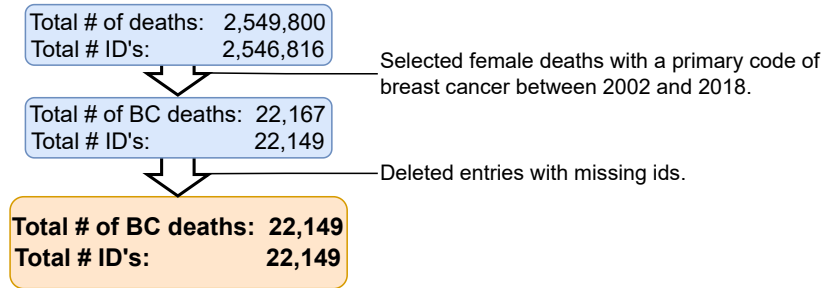 Total # of deaths: 2,549,800
Total # ID's: 2,546,816
Selected female deaths with a primary code of
breast cancer between 2002 and 2018.
Total # of BC deaths: 22,167
Total # ID's: 22,149
Deleted entries with missing ids.
Total # of BC deaths: 22,149
Total # ID's: 22,149